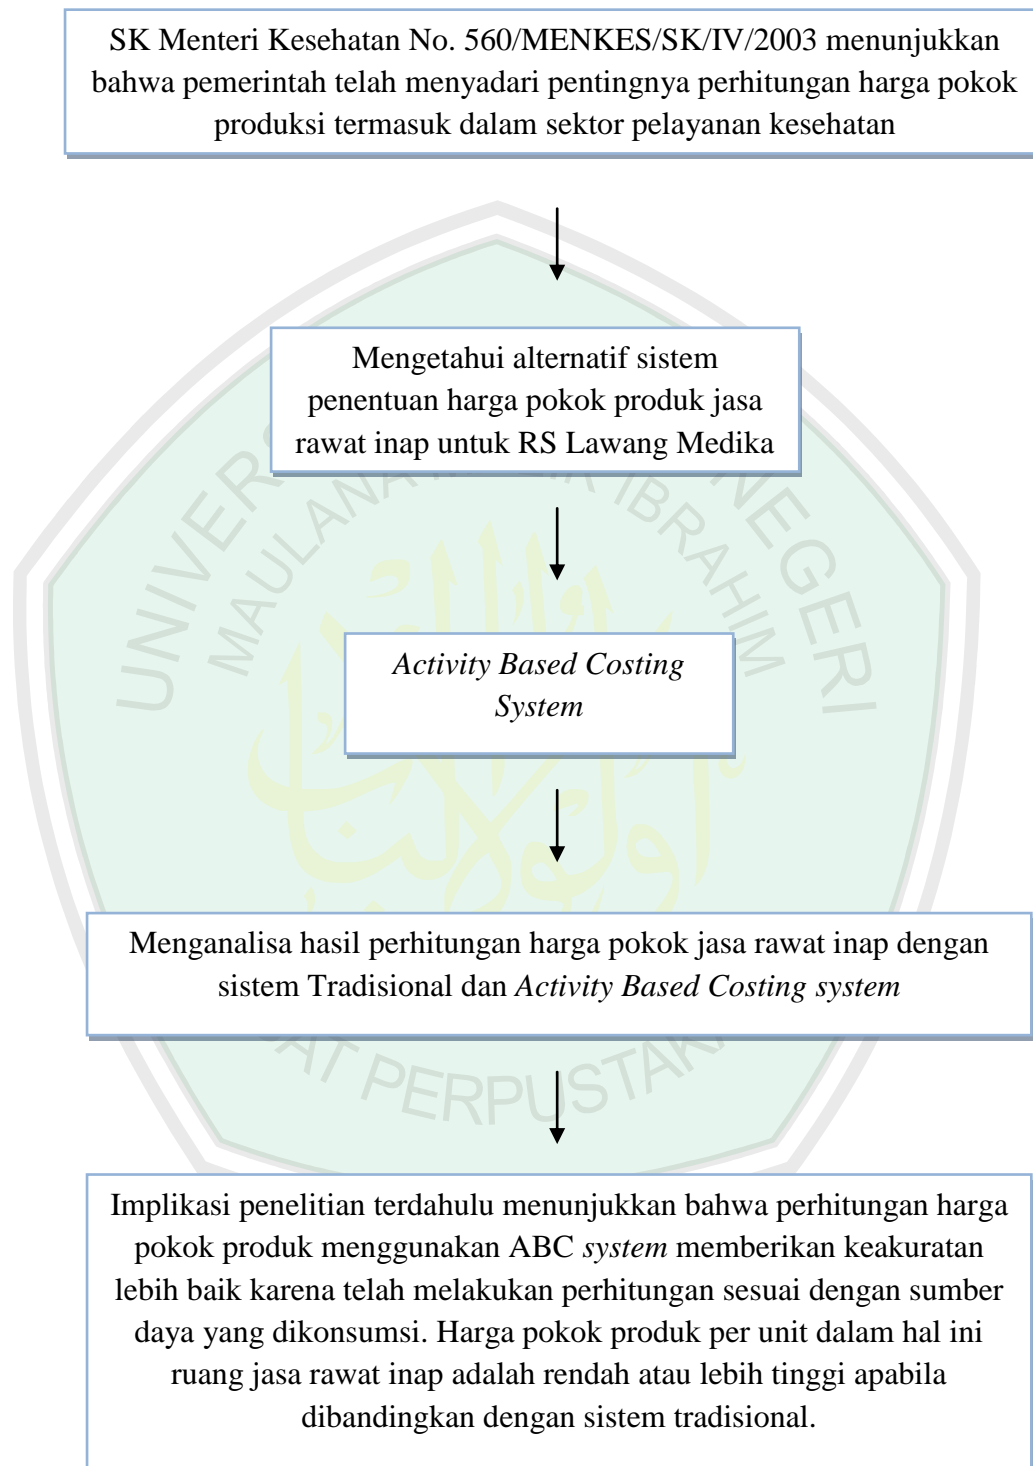 SK Menteri Kesehatan No. 560/MENKES/SK/IV/2003 menunjukkan
bahwa pemerintah telah menyadari pentingnya perhitungan harga pokok
produksi termasuk dalam sektor pelayanan kesehatan
Mengetahui alternatif sistem
penentuan harga pokok produk jasa
rawat inap untuk RS Lawang Medika
NEGERI
MAULANA
IBRAHIM
Activity Based Costing
System
Menganalisa hasil perhitungan harga pokok jasa rawat inap dengan
sistem Tradisional dan Activity Based Costing system
PERPUSTAK
Implikasi penelitian terdahulu menunjukkan bahwa perhitungan harga
pokok produk menggunakan ABC system memberikan keakuratan
lebih baik karena telah melakukan perhitungan sesuai dengan sumber
daya yang dikonsumsi. Harga pokok produk per unit dalam hal ini
ruang jasa rawat inap adalah rendah atau lebih tinggi apabila
dibandingkan dengan sistem tradisional.